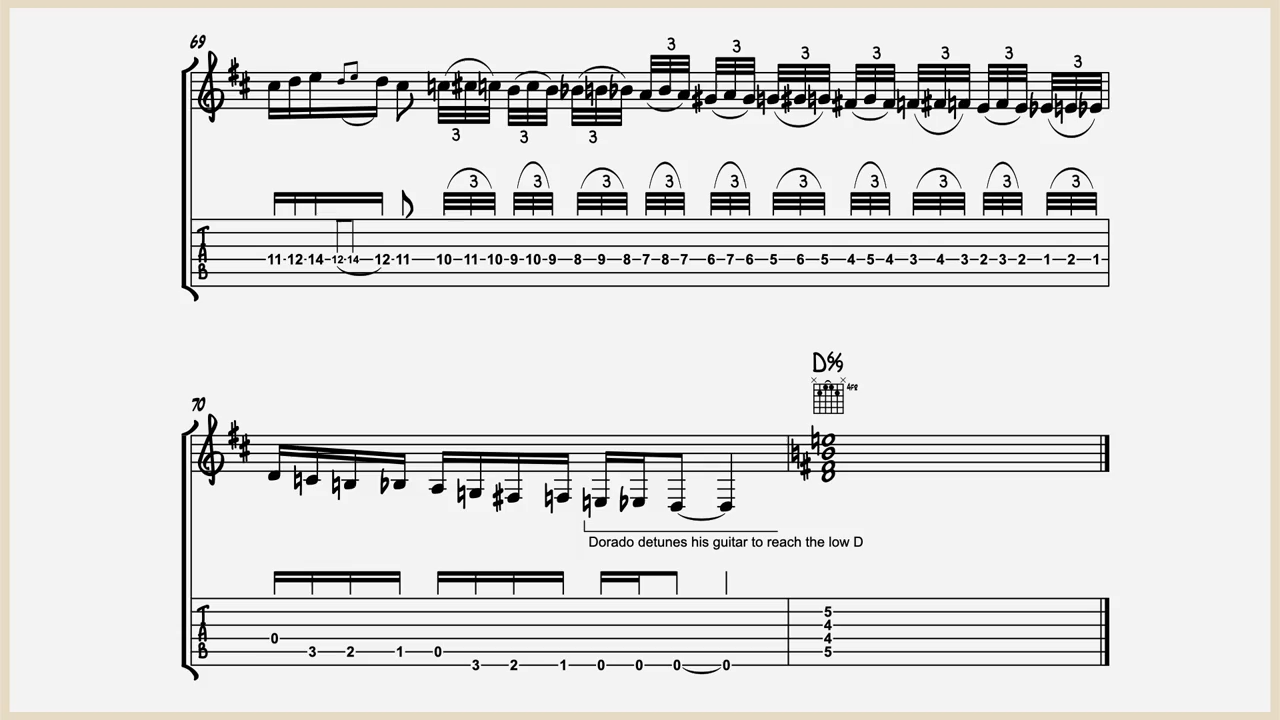 69
3 3 3 3 3 3 3
3 3 3
3 3 3 3 3 3 3 3 3 3
T
A
B
11 12 14 12 14 12 11 10 11 10 9 10 9 8 9 8 7 8 7 6 7 6 5 6 5 4 5 4 3 4 3 2 3 2 1 2 1
D6/9
x x 4fr
70
Dorado detunes his guitar to reach the low D
T
A
B
5
4
0 4
3 2 1 0 5
3 2 1 0 0 0 0